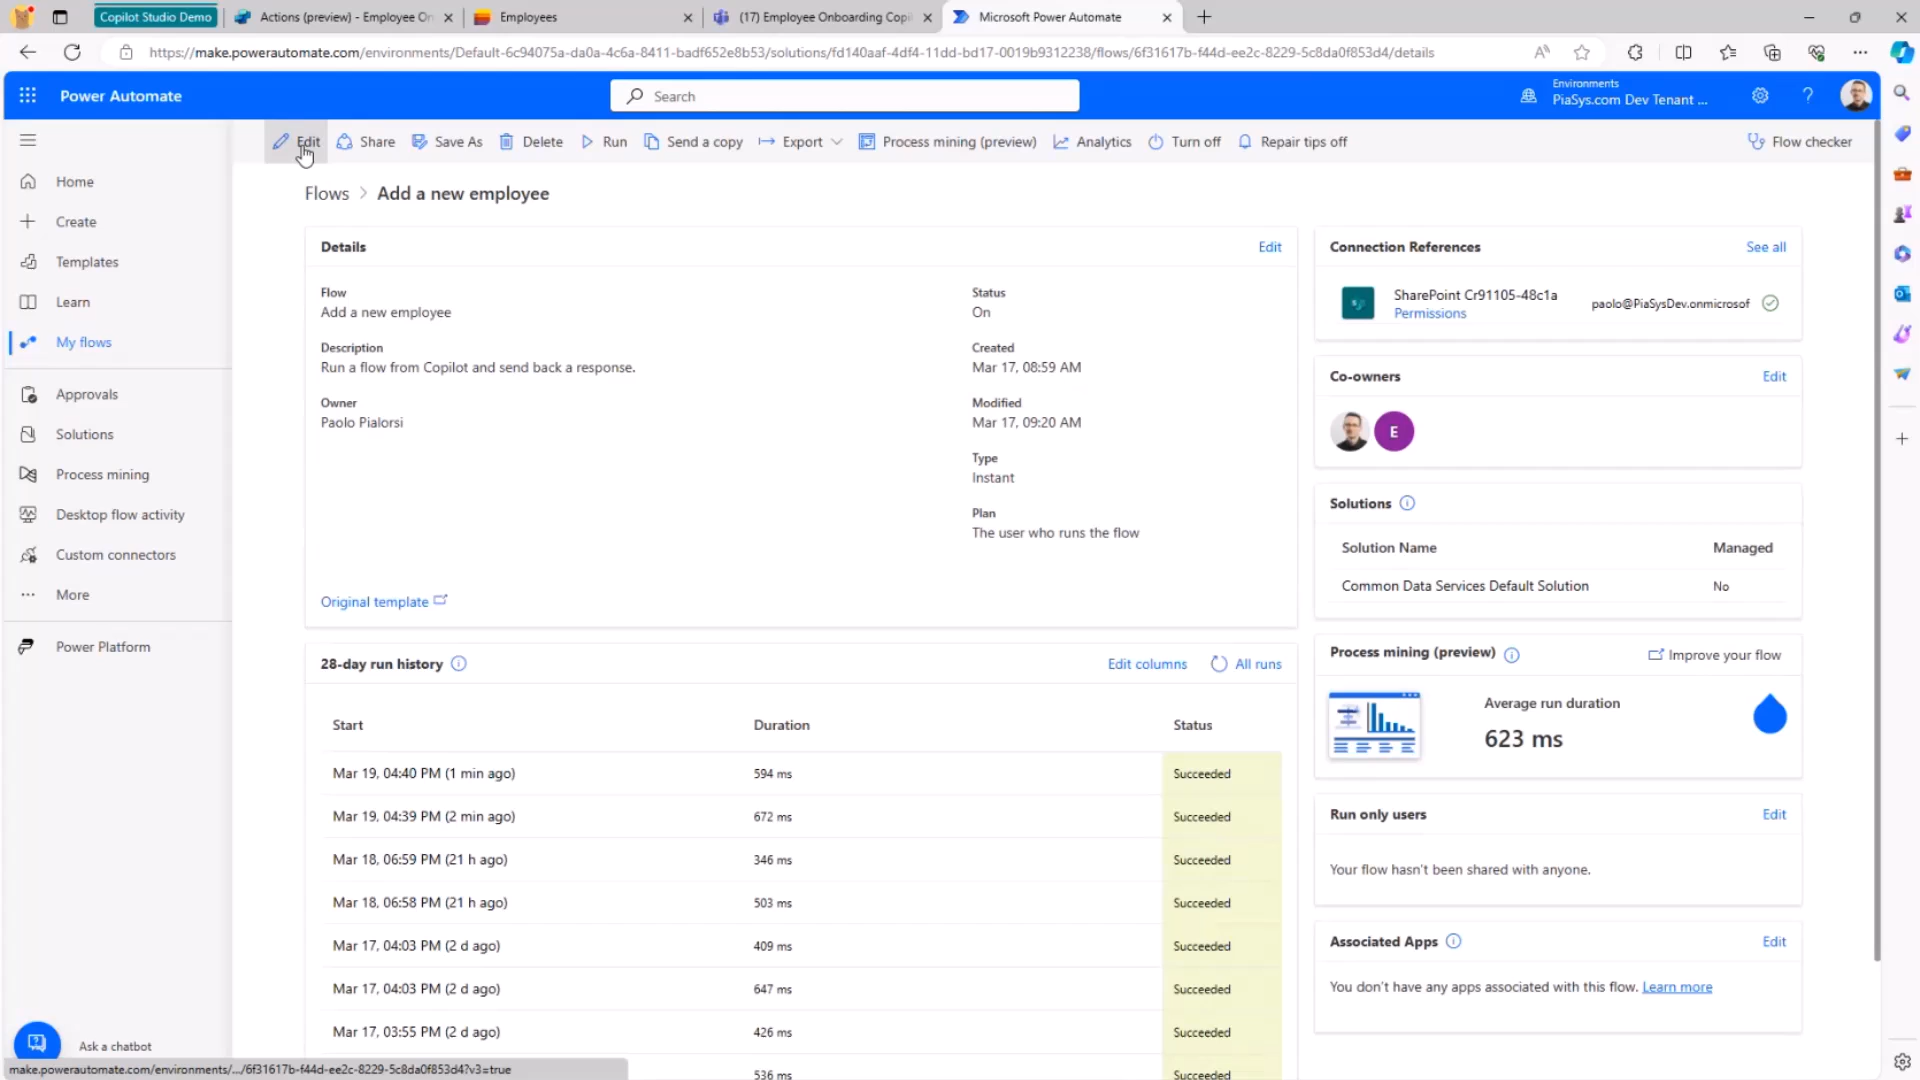 Copilot Studio Demo
Actions (preview) - Employee On
Employees
(17) Employee Onboarding Copi
Microsoft Power Automate
https://make.powerautomate.com/environments/Default-6c94075a-da0a-4c6a-8411-badf652e8b53/solutions/fd140aaf-4df4-11dd-bd17-0019b9312238/flows/6f31617b-f44d-ee2c-8229-5c8da0f853d4/details
Power Automate
Search
Environments
PiaSys.com Dev Tenant ...
Edit
Share
Save As
Delete
Run
Send a copy
Export
Process mining (preview)
Analytics
Turn off
Repair tips off
Flow checker
Home
Create
Templates
Learn
My flows
Approvals
Solutions
Process mining
Desktop flow activity
Custom connectors
More
Power Platform
Ask a chatbot
Flows > Add a new employee
Details
Edit
Flow
Add a new employee
Description
Run a flow from Copilot and send back a response.
Owner
Paolo Pialorsi
Status
On
Created
Mar 17, 08:59 AM
Modified
Mar 17, 09:20 AM
Type
Instant
Plan
The user who runs the flow
Original template
28-day run history
Edit columns
All runs
Start Duration Status
Mar 19, 04:40 PM (1 min ago) 594 ms Succeeded
Mar 19, 04:39 PM (2 min ago) 672 ms Succeeded
Mar 18, 06:59 PM (21 h ago) 346 ms Succeeded
Mar 18, 06:58 PM (21 h ago) 503 ms Succeeded
Mar 17, 04:03 PM (2 d ago) 409 ms Succeeded
Mar 17, 04:03 PM (2 d ago) 647 ms Succeeded
Mar 17, 03:55 PM (2 d ago) 426 ms Succeeded
536 ms Succeeded
Connection References
See all
SharePoint Cr91105-48c1a
Permissions
paolo@PiaSysDev.onmicrosof
Co-owners
Edit
E
Solutions
Solution Name Managed
Common Data Services Default Solution No
Process mining (preview)
Improve your flow
Average run duration
623 ms
Run only users
Edit
Your flow hasn't been shared with anyone.
Associated Apps
Edit
You don't have any apps associated with this flow. Learn more
make.powerautomate.com/environments/.../6f31617b-f44d-ee2c-8229-5c8da0f853d4?v3=true